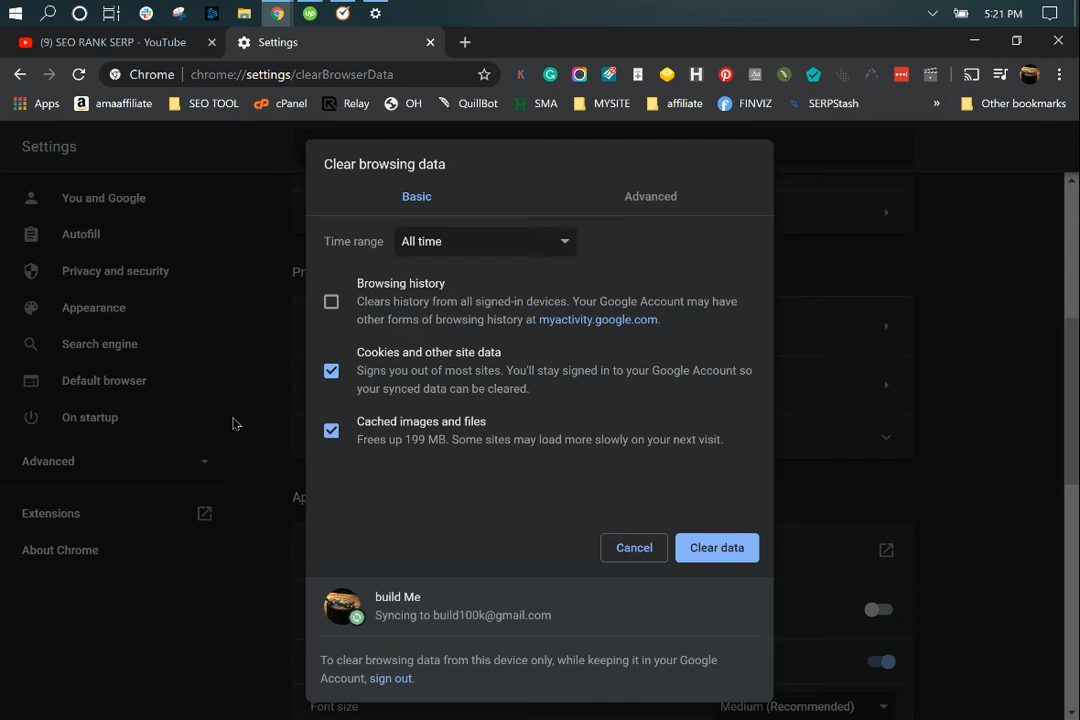 5:21 PM
(9) SEO RANK SERP - YouTube
Settings
Chrome chrome://settings/clearBrowserData
Apps amaaffiliate SEO TOOL cPanel Relay OH QuillBot SMA MYSITE affiliate FINVIZ SERPStash » Other bookmarks
Settings
Clear browsing data
You and Google
Basic Advanced
Autofill
Time range All time
Privacy and security
Pr
Browsing history
Appearance
Clears history from all signed-in devices. Your Google Account may have
other forms of browsing history at myactivity.google.com.
Search engine
Cookies and other site data
Default browser
Signs you out of most sites. You'll stay signed in to your Google Account so
your synced data can be cleared.
On startup
Cached images and files
Frees up 199 MB. Some sites may load more slowly on your next visit.
Advanced
Ap
Extensions
Cancel Clear data
About Chrome
build Me
Syncing to build100k@gmail.com
To clear browsing data from this device only, while keeping it in your Google
Account, sign out.
Font size Medium (Recommended)